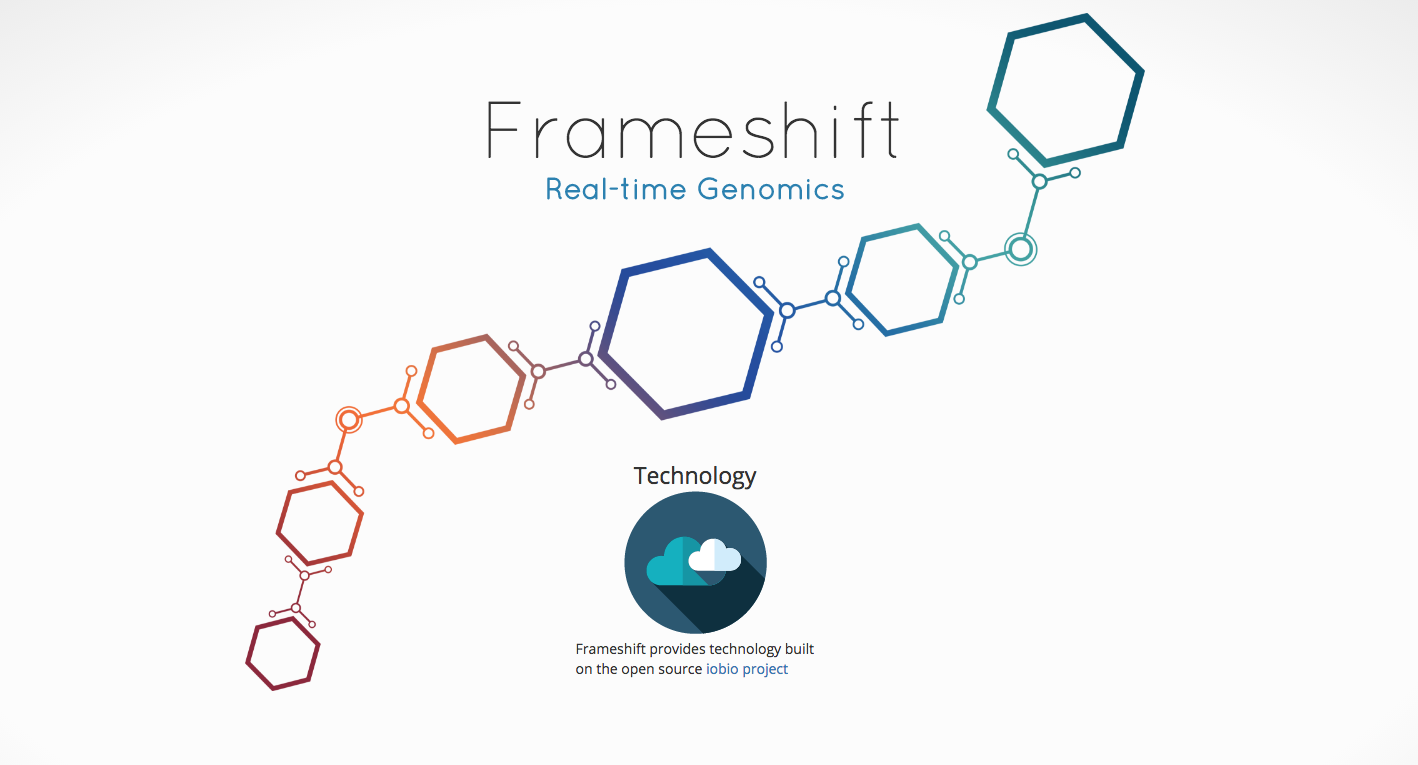 Frameshift
Real-time Genomics
Technology
Frameshift provides technology built
on the open source iobio project